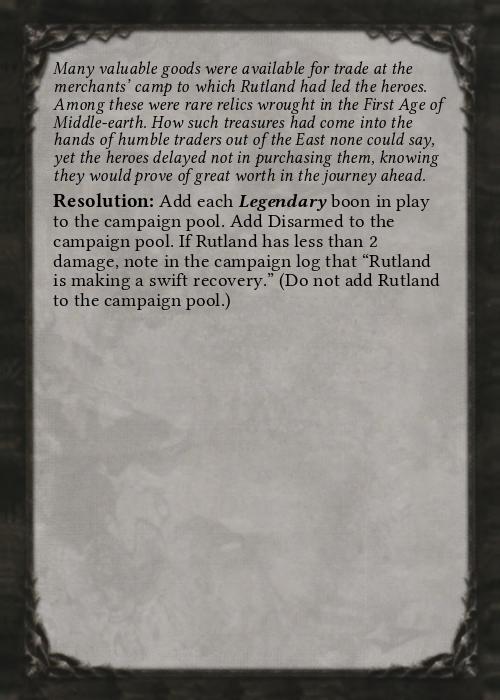 Many valuable goods were available for trade at the
merchants’ camp to which Rutland had led the heroes.
Among these were rare relics wrought in the First Age of
Middle-earth. How such treasures had come into the
hands of humble traders out of the East none could say,
yet the heroes delayed not in purchasing them, knowing
they would prove of great worth in the journey ahead.
Resolution: Add each Legendary boon in play
to the campaign pool. Add Disarmed to the
campaign pool. If Rutland has less than 2
damage, note in the campaign log that “Rutland
is making a swift recovery.” (Do not add Rutland
to the campaign pool.)